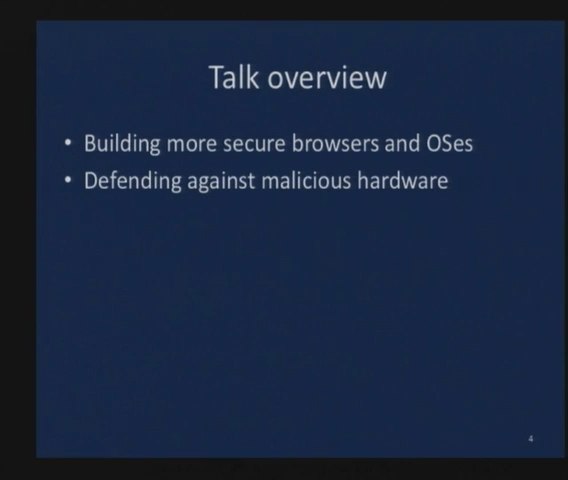 Talk overview
• Building more secure browsers and OSes
• Defending against malicious hardware
4